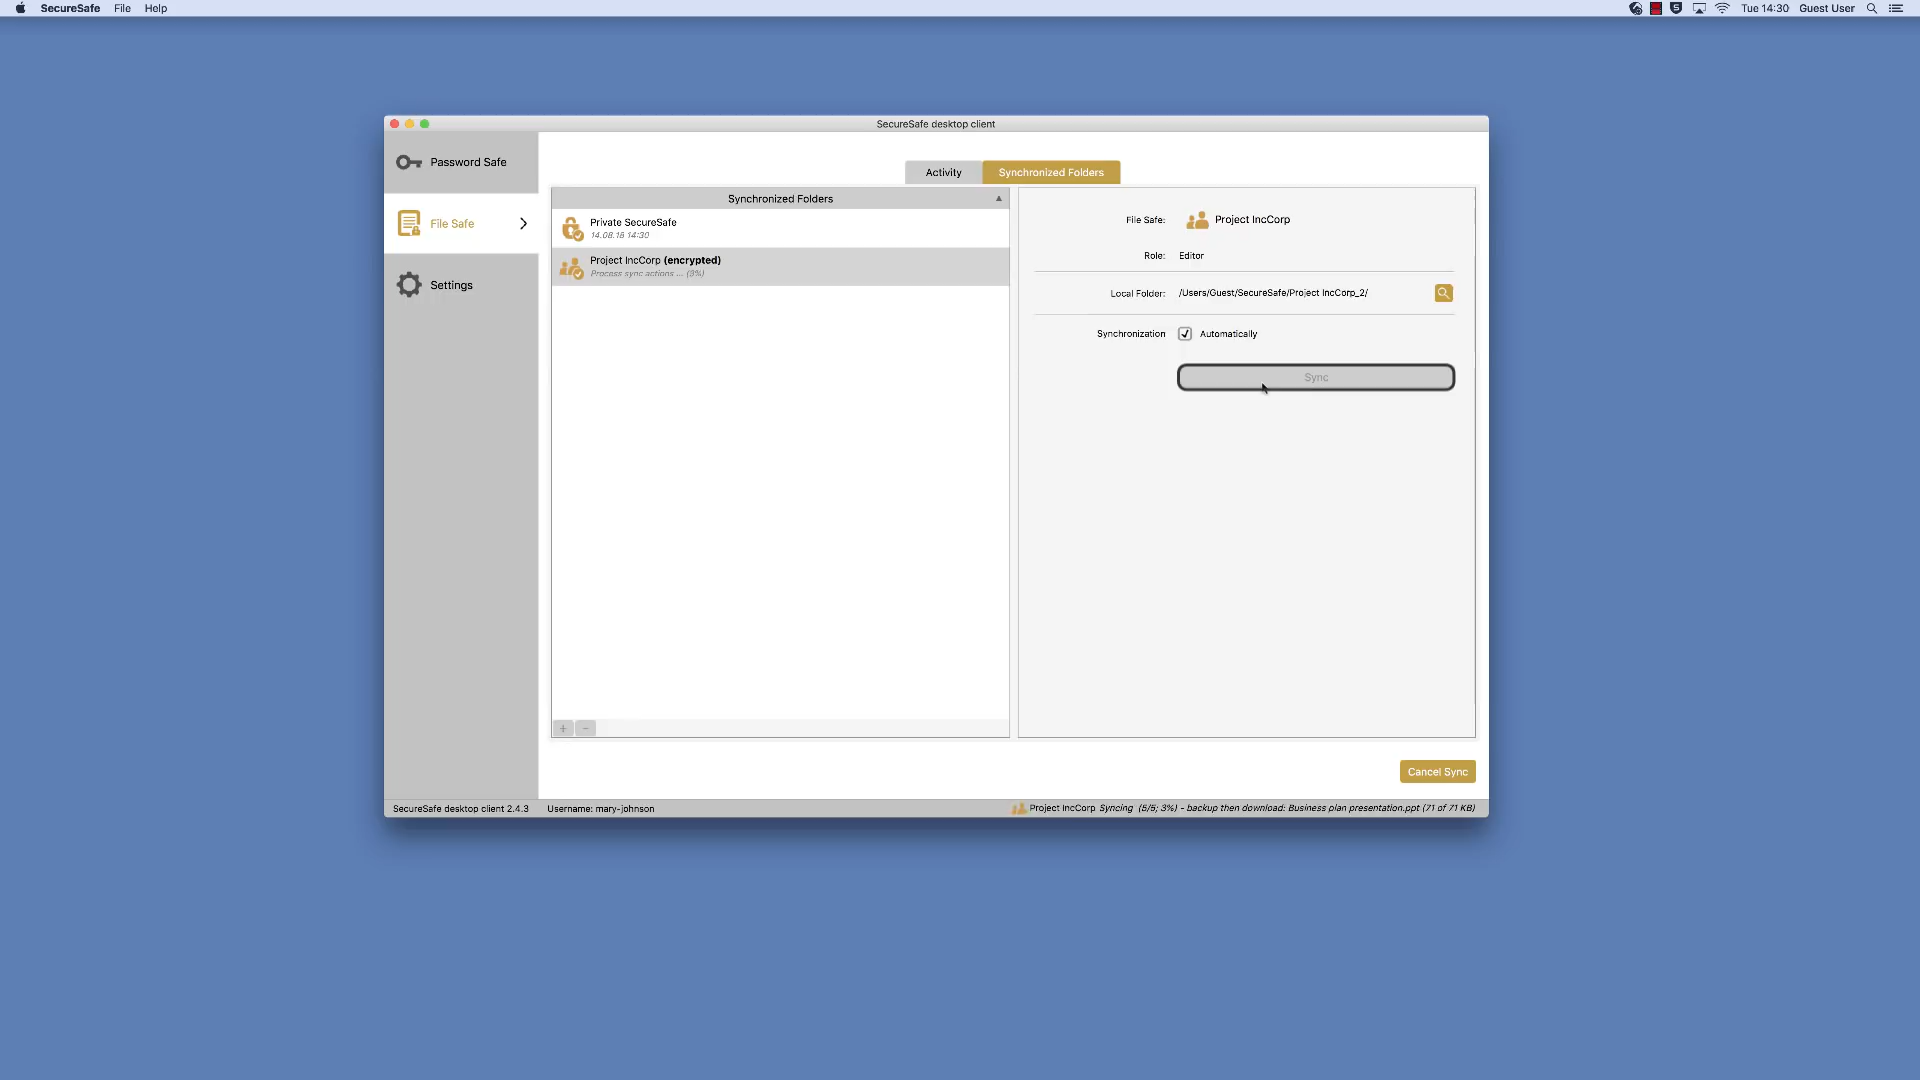 SecureSafe File Help
Tue 14:30 Guest User
SecureSafe desktop client
Password Safe
File Safe
Settings
Activity
Synchronized Folders
Synchronized Folders
Private SecureSafe
14.08.18 14:30
Project IncCorp (encrypted)
Process sync actions ... (3%)
File Safe: Project IncCorp
Role: Editor
Local Folder: /Users/Guest/SecureSafe/Project IncCorp_2/
Synchronization Automatically
Sync
+ -
Cancel Sync
SecureSafe desktop client 2.4.3 Username: mary-johnson
Project IncCorp Syncing (5/5; 3%) - backup then download: Business plan presentation.ppt (71 of 71 KB)